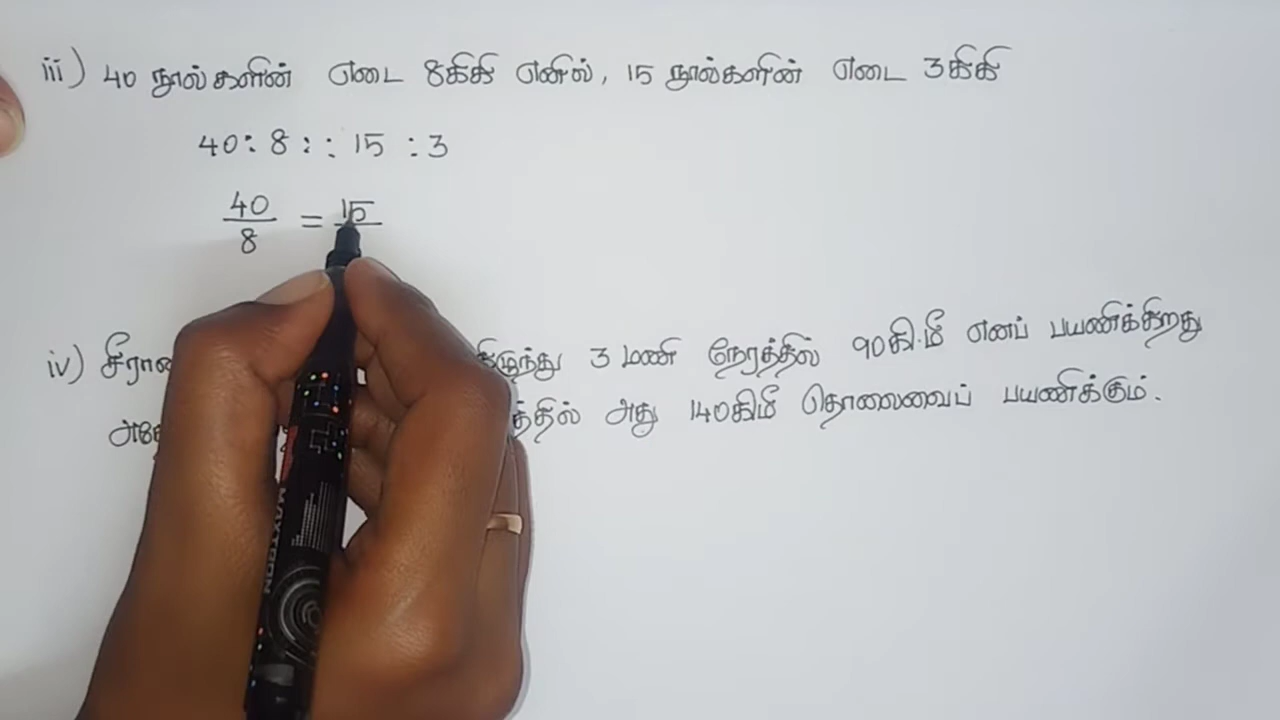 iii) 40 நூல்களின் எடை 8கிகி எனில், 15 நூல்களின் எடை 3கிகி
40 : 8 : : 15 : 3
40/8 = 15
iv) 3 மணி நேரத்தில் 90கி.மீ எனப் பயணிக்கிறது
அது 140கிமீ தொலைவைப் பயணிக்கும்.